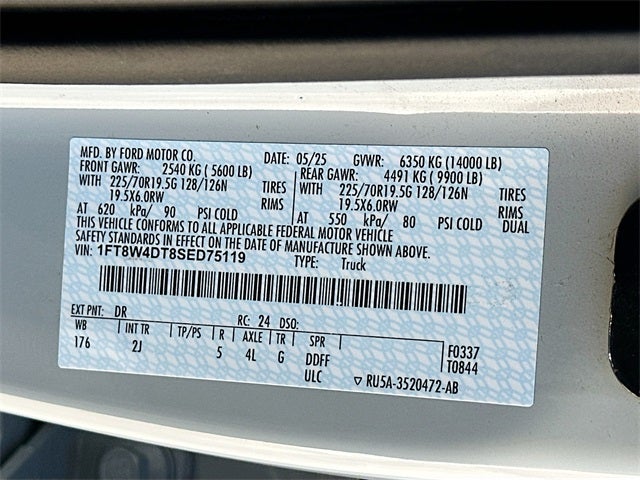 MFD. BY FORD MOTOR CO.
DATE: 05/25 GVWR: 6350 KG (14000 LB)
FRONT GAWR: 2540 KG (5600 LB) REAR GAWR: 4491 KG (9900 LB)
WITH 225/70R19.5G 128/126N TIRES WITH 225/70R19.5G 128/126N TIRES
19.5X6.0RW RIMS 19.5X6.0RW RIMS
AT 620 kPa/ 90 PSI COLD AT 550 kPa/ 80 PSI COLD DUAL
THIS VEHICLE CONFORMS TO ALL APPLICABLE FEDERAL MOTOR VEHICLE
SAFETY STANDARDS IN EFFECT ON THE DATE OF MANUFACTURE SHOWN ABOVE.
VIN: 1FT8W4DT8SED75119 TYPE: Truck
EXT PNT: DR RC: 24 DSO:
WB INT TR TP/PS R AXLE TR SPR F0337
176 2J 5 4L G DDFF T0844
ULC ▽ RU5A-3520472-AB